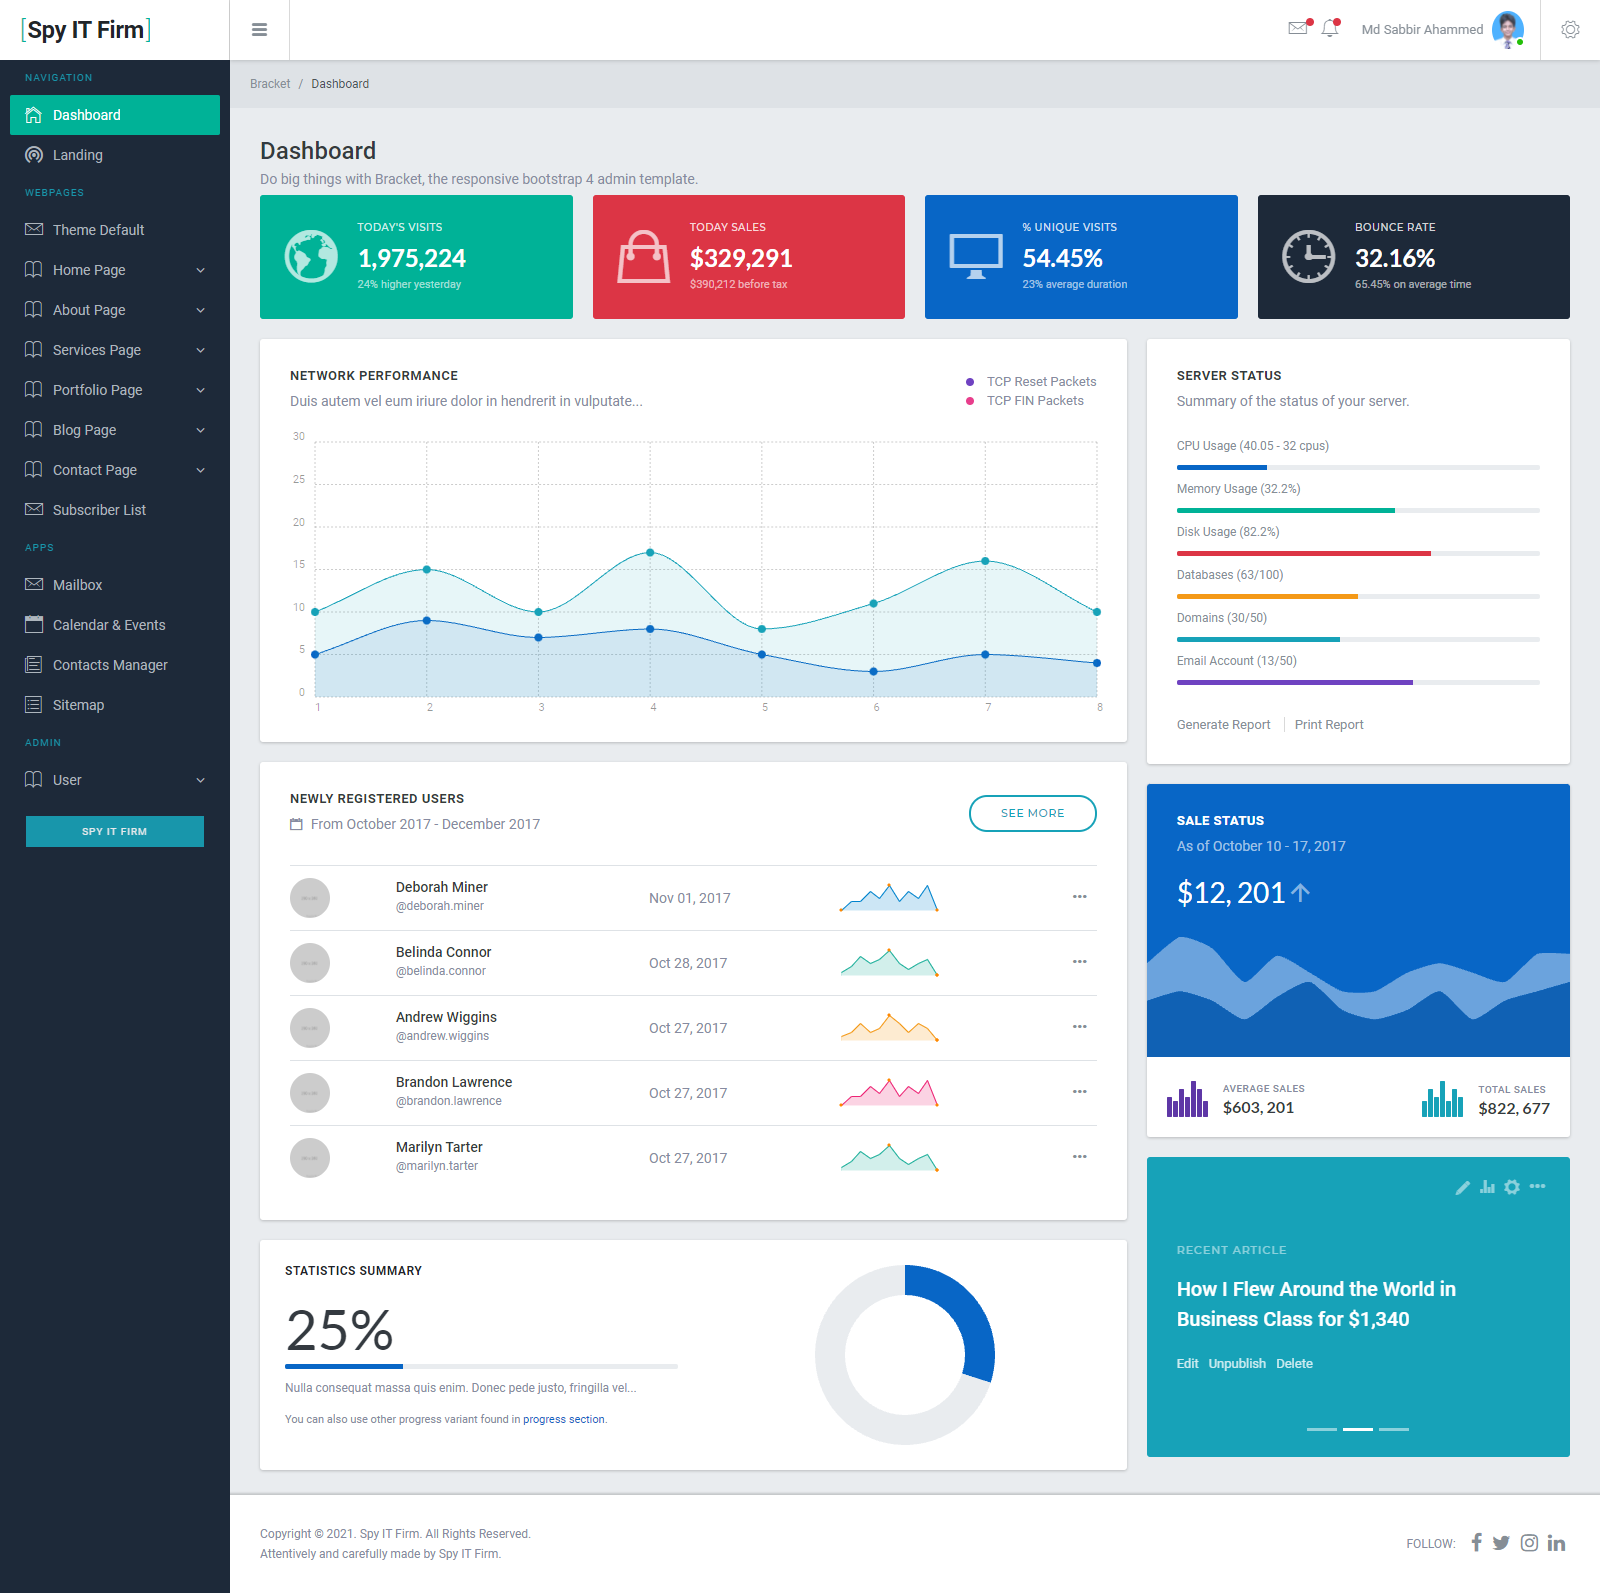 [Spy IT Firm]
Md Sabbir Ahammed
NAVIGATION
Dashboard
Landing
WEBPAGES
Theme Default
Home Page
About Page
Services Page
Portfolio Page
Blog Page
Contact Page
Subscriber List
APPS
Mailbox
Calendar & Events
Contacts Manager
Sitemap
ADMIN
User
SPY IT FIRM
Bracket / Dashboard
Dashboard
Do big things with Bracket, the responsive bootstrap 4 admin template.
TODAY'S VISITS
1,975,224
24% higher yesterday
TODAY SALES
$329,291
$390,212 before tax
% UNIQUE VISITS
54.45%
23% average duration
BOUNCE RATE
32.16%
65.45% on average time
NETWORK PERFORMANCE
Duis autem vel eum iriure dolor in hendrerit in vulputate...
TCP Reset Packets
TCP FIN Packets
30
25
20
15
10
5
0
1 2 3 4 5 6 7 8
SERVER STATUS
Summary of the status of your server.
CPU Usage (40.05 - 32 cpus)
Memory Usage (32.2%)
Disk Usage (82.2%)
Databases (63/100)
Domains (30/50)
Email Account (13/50)
Generate Report Print Report
NEWLY REGISTERED USERS
From October 2017 - December 2017
SEE MORE
Deborah Miner
@deborah.miner
Nov 01, 2017
Belinda Connor
@belinda.connor
Oct 28, 2017
Andrew Wiggins
@andrew.wiggins
Oct 27, 2017
Brandon Lawrence
@brandon.lawrence
Oct 27, 2017
Marilyn Tarter
@marilyn.tarter
Oct 27, 2017
SALE STATUS
As of October 10 - 17, 2017
$12, 201
AVERAGE SALES
$603, 201
TOTAL SALES
$822, 677
STATISTICS SUMMARY
25%
Nulla consequat massa quis enim. Donec pede justo, fringilla vel...
You can also use other progress variant found in progress section.
RECENT ARTICLE
How I Flew Around the World in
Business Class for $1,340
Edit Unpublish Delete
Copyright © 2021. Spy IT Firm. All Rights Reserved.
Attentively and carefully made by Spy IT Firm.
FOLLOW: